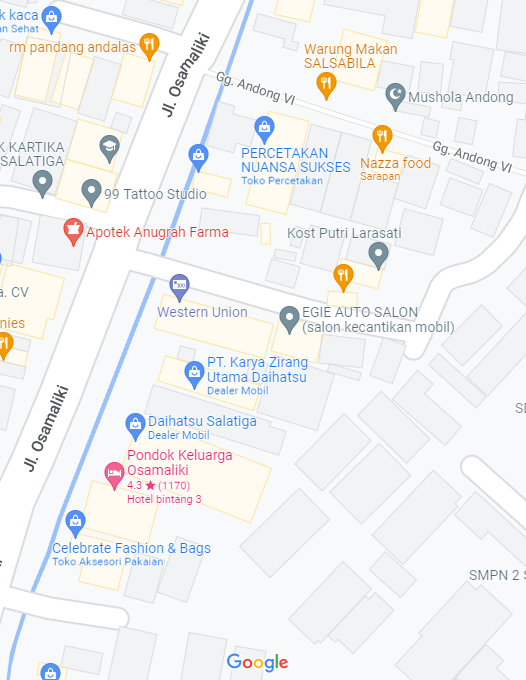 k kaca
an Sehat
rm pandang andalas
Jl. Osamaliki
Warung Makan
SALSABILA
Gg. Andong VI
Mushola Andong
Gg. Andong VI
K KARTIKA
SALATIGA
PERCETAKAN
NUANSA SUKSES
Toko Percetakan
Nazza food
Sarapan
99 Tattoo Studio
Apotek Anugrah Farma
Kost Putri Larasati
a. CV
Western Union
EGIE AUTO SALON
(salon kecantikan mobil)
nies
PT. Karya Zirang
Utama Daihatsu
Dealer Mobil
Jl. Osamaliki
Daihatsu Salatiga
Dealer Mobil
SD
Pondok Keluarga
Osamaliki
4.3 ★ (1170)
Hotel bintang 3
Celebrate Fashion & Bags
Toko Aksesori Pakaian
SMPN 2 S
Google